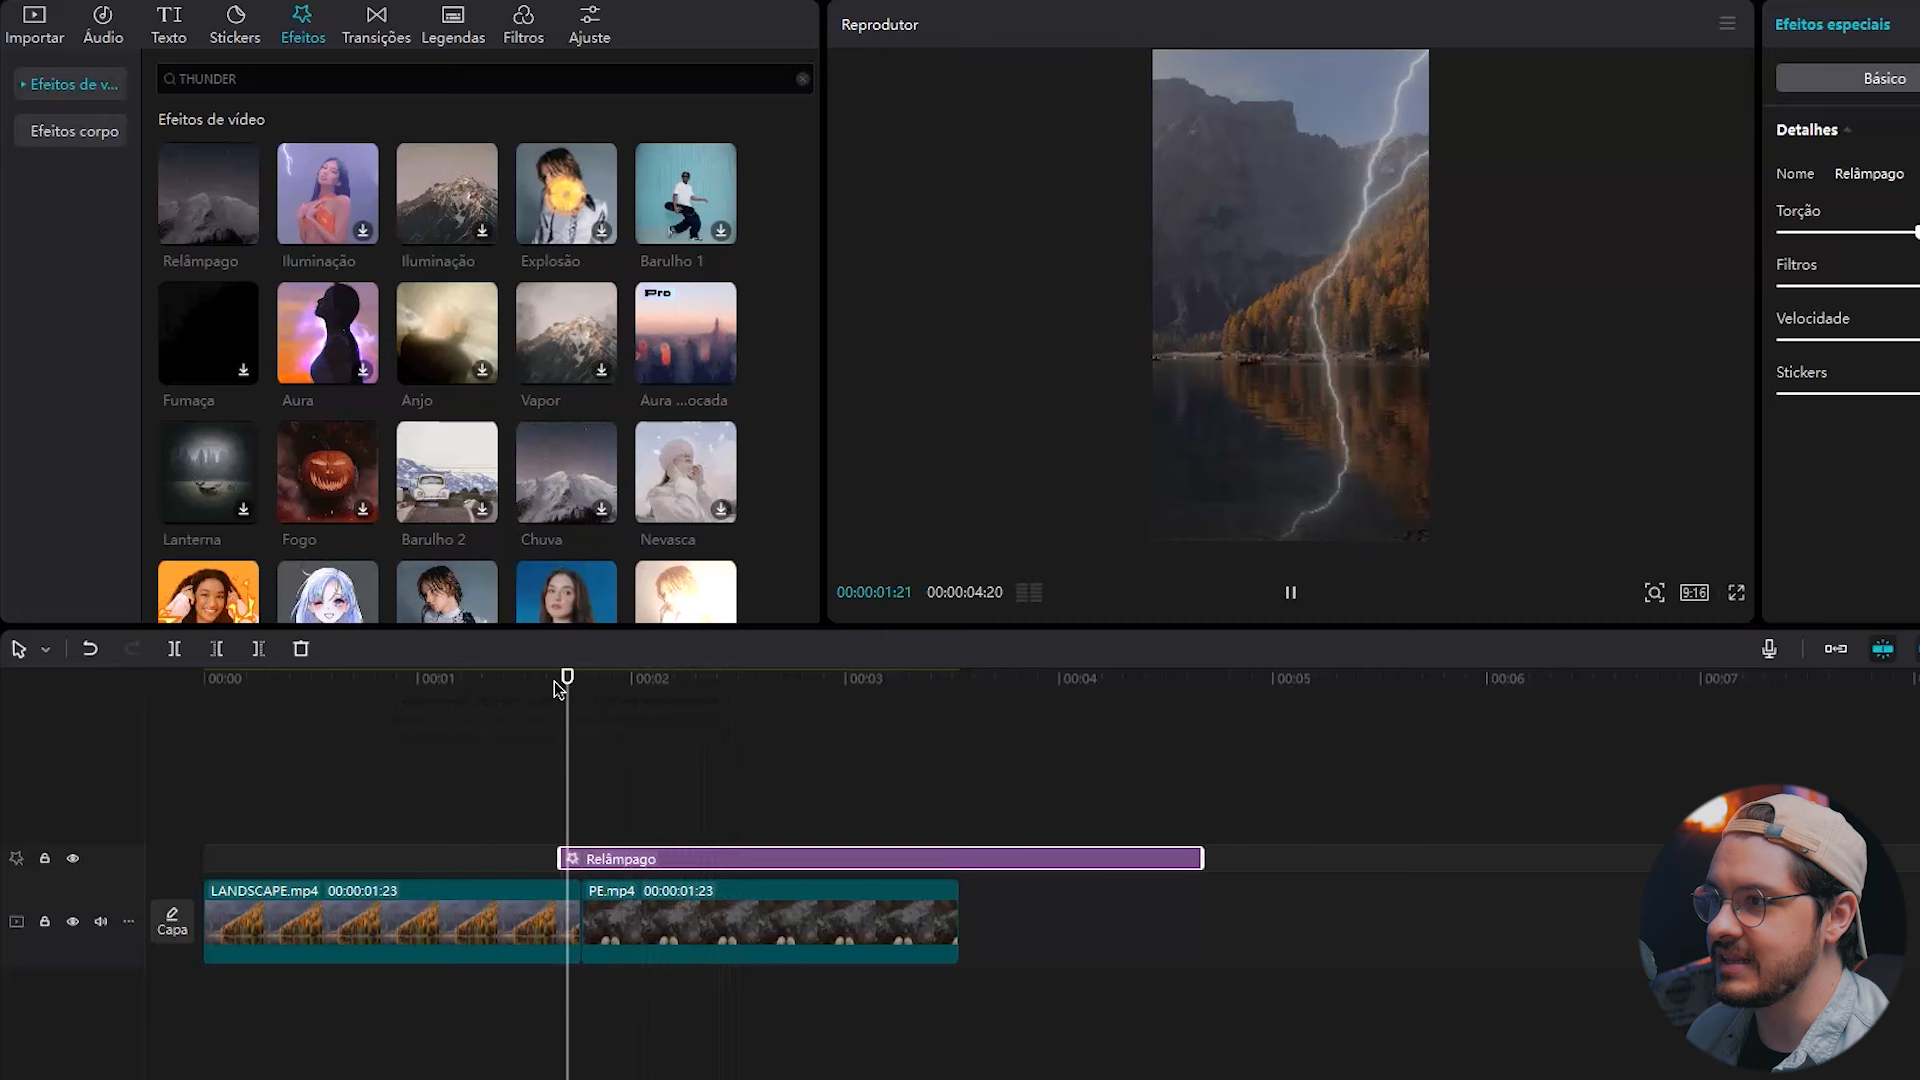 Importar
Áudio
TI
Texto
Stickers
Efeitos
Transições
Legendas
Filtros
Ajuste
Efeitos de v...
Efeitos corpo
THUNDER
Efeitos de vídeo
Relâmpago
Iluminação
Iluminação
Explosão
Barulho 1
Pro
Fumaça
Aura
Anjo
Vapor
Aura ...ocada
Lanterna
Fogo
Barulho 2
Chuva
Nevasca
Reprodutor
00:00:01:21
00:00:04:20
9:16
Efeitos especiais
Básico
Detalhes
Nome Relâmpago
Torção
Filtros
Velocidade
Stickers
00:00
00:01
00:02
00:03
00:04
00:05
00:06
00:07
Relâmpago
LANDSCAPE.mp4 00:00:01:23
PE.mp4 00:00:01:23
Capa